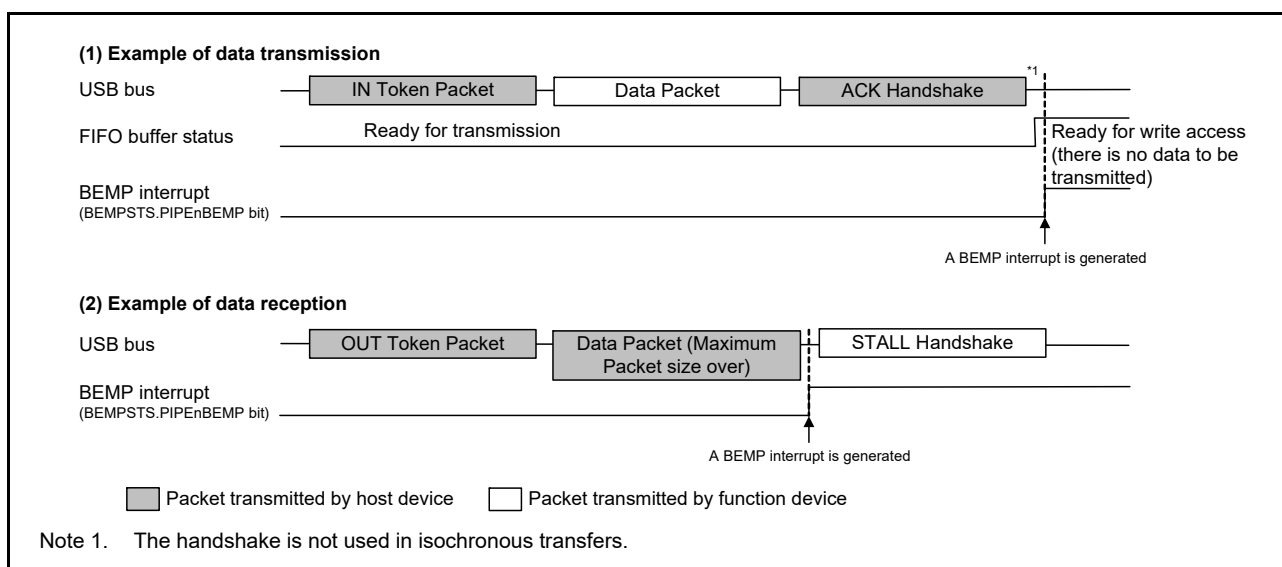 (1) Example of data transmission
*1
USB bus
IN Token Packet
Data Packet
ACK Handshake
FIFO buffer status
Ready for transmission
Ready for write access
(there is no data to be
transmitted)
BEMP interrupt
(BEMPSTS.PIPEnBEMP bit)
A BEMP interrupt is generated
(2) Example of data reception
USB bus
OUT Token Packet
Data Packet (Maximum
Packet size over)
STALL Handshake
BEMP interrupt
(BEMPSTS.PIPEnBEMP bit)
A BEMP interrupt is generated
Packet transmitted by host device
Packet transmitted by function device
Note 1. The handshake is not used in isochronous transfers.